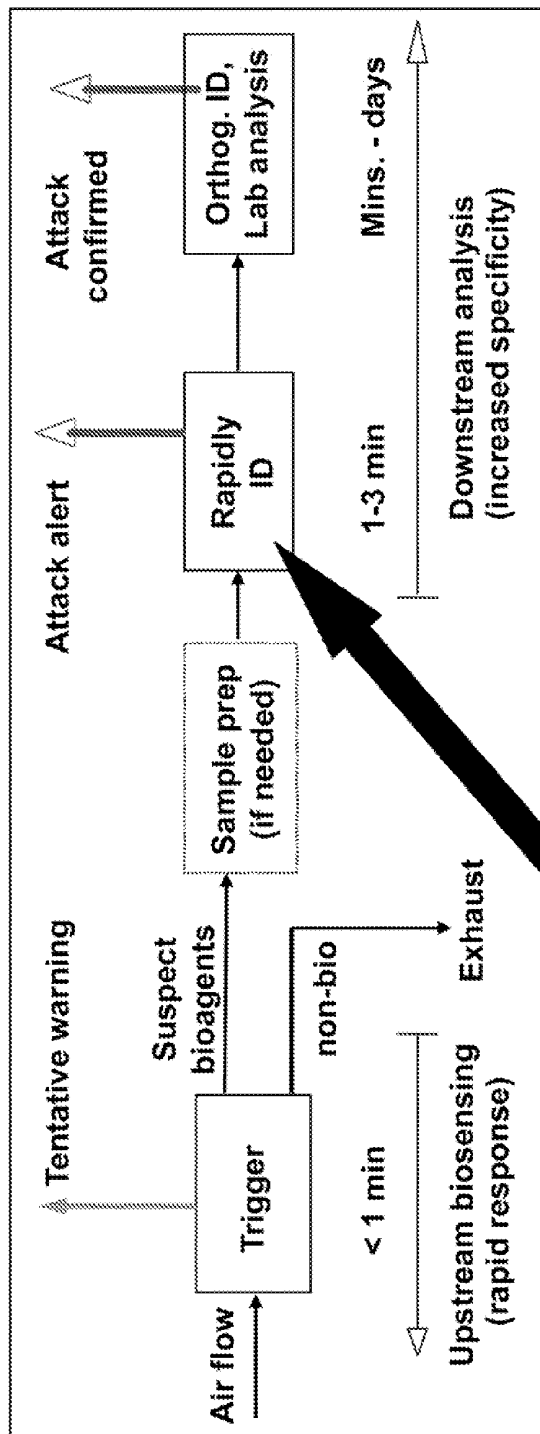 Air flow
Trigger
Tentative warning
Suspect
bioagents
non-bio
Exhaust
< 1 min
Upstream biosensing
(rapid response)
Sample prep
(if needed)
Attack alert
Rapidly
ID
1-3 min
Attack
confirmed
Orthog. ID,
Lab analysis
Mins. - days
Downstream analysis
(increased specificity)